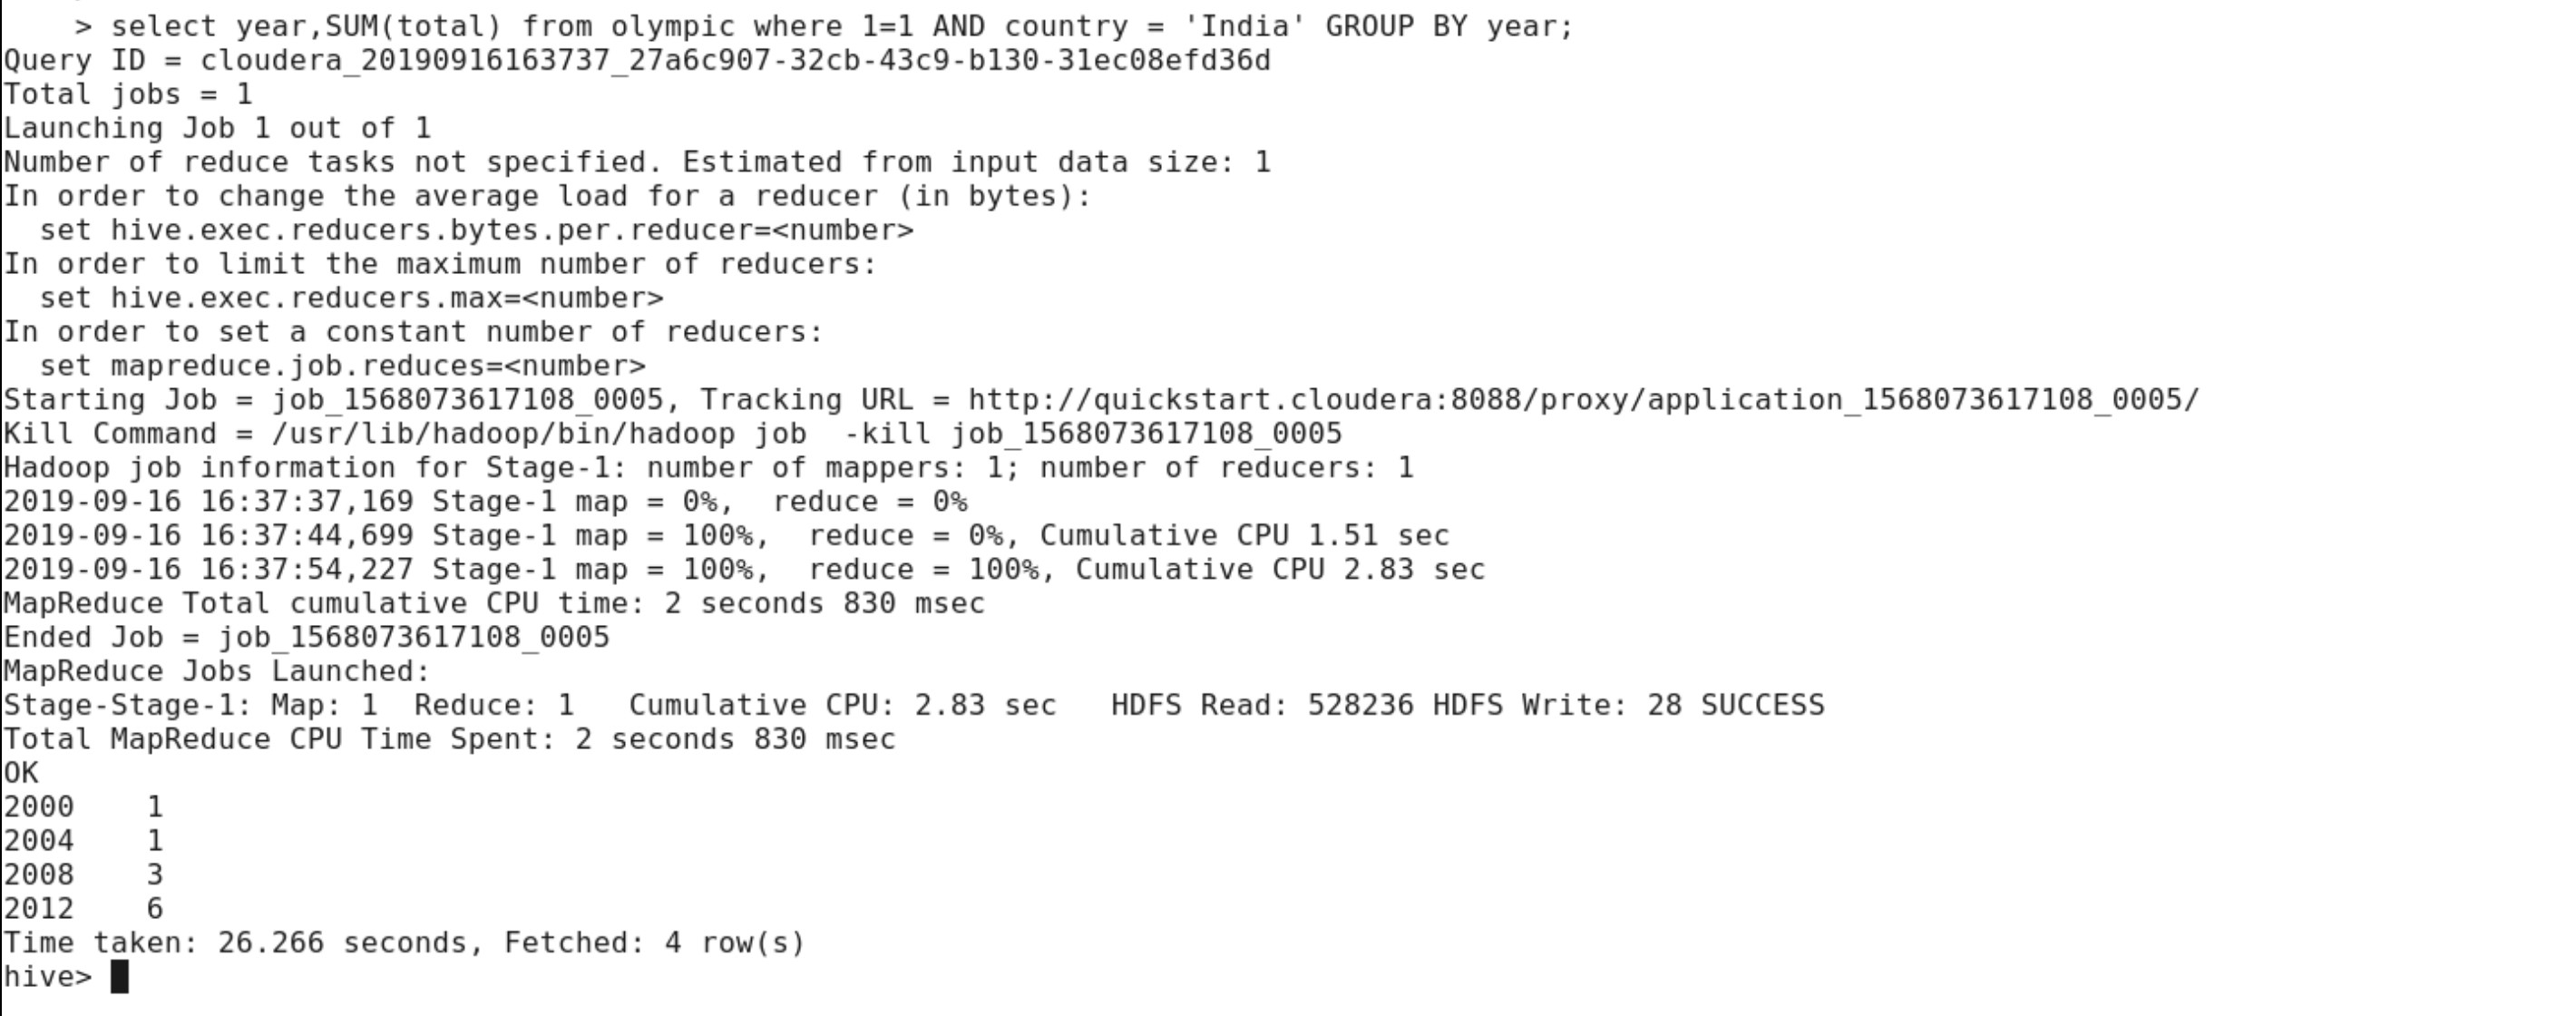 > select year,SUM(total) from olympic where 1=1 AND country = 'India' GROUP BY year;
Query ID = cloudera_20190916163737_27a6c907-32cb-43c9-b130-31ec08efd36d
Total jobs = 1
Launching Job 1 out of 1
Number of reduce tasks not specified. Estimated from input data size: 1
In order to change the average load for a reducer (in bytes):
  set hive.exec.reducers.bytes.per.reducer=<number>
In order to limit the maximum number of reducers:
  set hive.exec.reducers.max=<number>
In order to set a constant number of reducers:
  set mapreduce.job.reduces=<number>
Starting Job = job_1568073617108_0005, Tracking URL = http://quickstart.cloudera:8088/proxy/application_1568073617108_0005/
Kill Command = /usr/lib/hadoop/bin/hadoop job  -kill job_1568073617108_0005
Hadoop job information for Stage-1: number of mappers: 1; number of reducers: 1
2019-09-16 16:37:37,169 Stage-1 map = 0%,  reduce = 0%
2019-09-16 16:37:44,699 Stage-1 map = 100%,  reduce = 0%, Cumulative CPU 1.51 sec
2019-09-16 16:37:54,227 Stage-1 map = 100%,  reduce = 100%, Cumulative CPU 2.83 sec
MapReduce Total cumulative CPU time: 2 seconds 830 msec
Ended Job = job_1568073617108_0005
MapReduce Jobs Launched:
Stage-Stage-1: Map: 1  Reduce: 1   Cumulative CPU: 2.83 sec   HDFS Read: 528236 HDFS Write: 28 SUCCESS
Total MapReduce CPU Time Spent: 2 seconds 830 msec
OK
2000    1
2004    1
2008    3
2012    6
Time taken: 26.266 seconds, Fetched: 4 row(s)
hive>